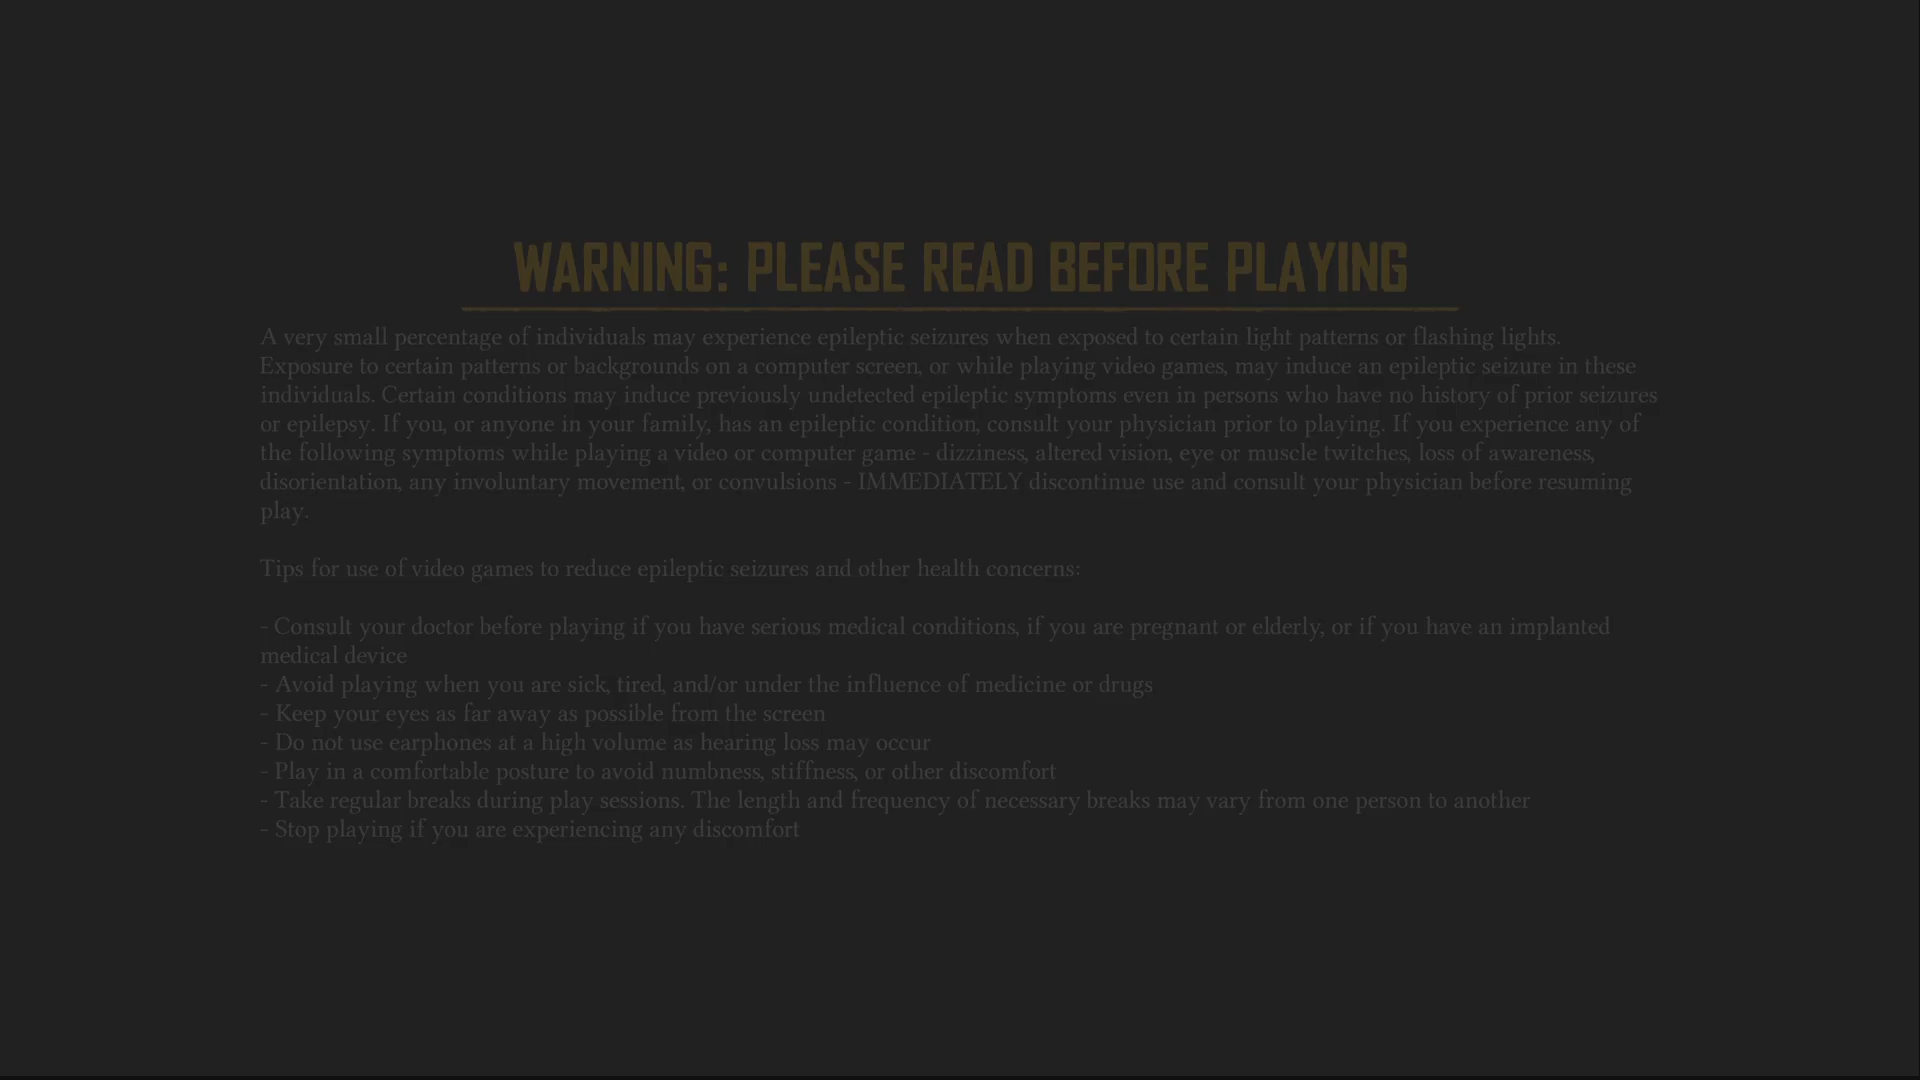 WARNING: PLEASE READ BEFORE PLAYING
A very small percentage of individuals may experience epileptic seizures when exposed to certain light patterns or flashing lights.
Exposure to certain patterns or backgrounds on a computer screen, or while playing video games, may induce an epileptic seizure in these
individuals. Certain conditions may induce previously undetected epileptic symptoms even in persons who have no history of prior seizures
or epilepsy. If you, or anyone in your family, has an epileptic condition, consult your physician prior to playing. If you experience any of
the following symptoms while playing a video or computer game - dizziness, altered vision, eye or muscle twitches, loss of awareness,
disorientation, any involuntary movement, or convulsions - IMMEDIATELY discontinue use and consult your physician before resuming
play.
Tips for use of video games to reduce epileptic seizures and other health concerns:
- Consult your doctor before playing if you have serious medical conditions, if you are pregnant or elderly, or if you have an implanted
medical device
- Avoid playing when you are sick, tired, and/or under the influence of medicine or drugs
- Keep your eyes as far away as possible from the screen
- Do not use earphones at a high volume as hearing loss may occur
- Play in a comfortable posture to avoid numbness, stiffness, or other discomfort
- Take regular breaks during play sessions. The length and frequency of necessary breaks may vary from one person to another
- Stop playing if you are experiencing any discomfort